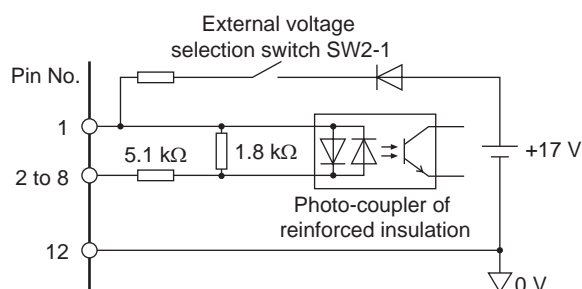 External voltage
selection switch SW2-1
Pin No.
1
5.1 kΩ
1.8 kΩ
+17 V
2 to 8
Photo-coupler of
reinforced insulation
12
0 V